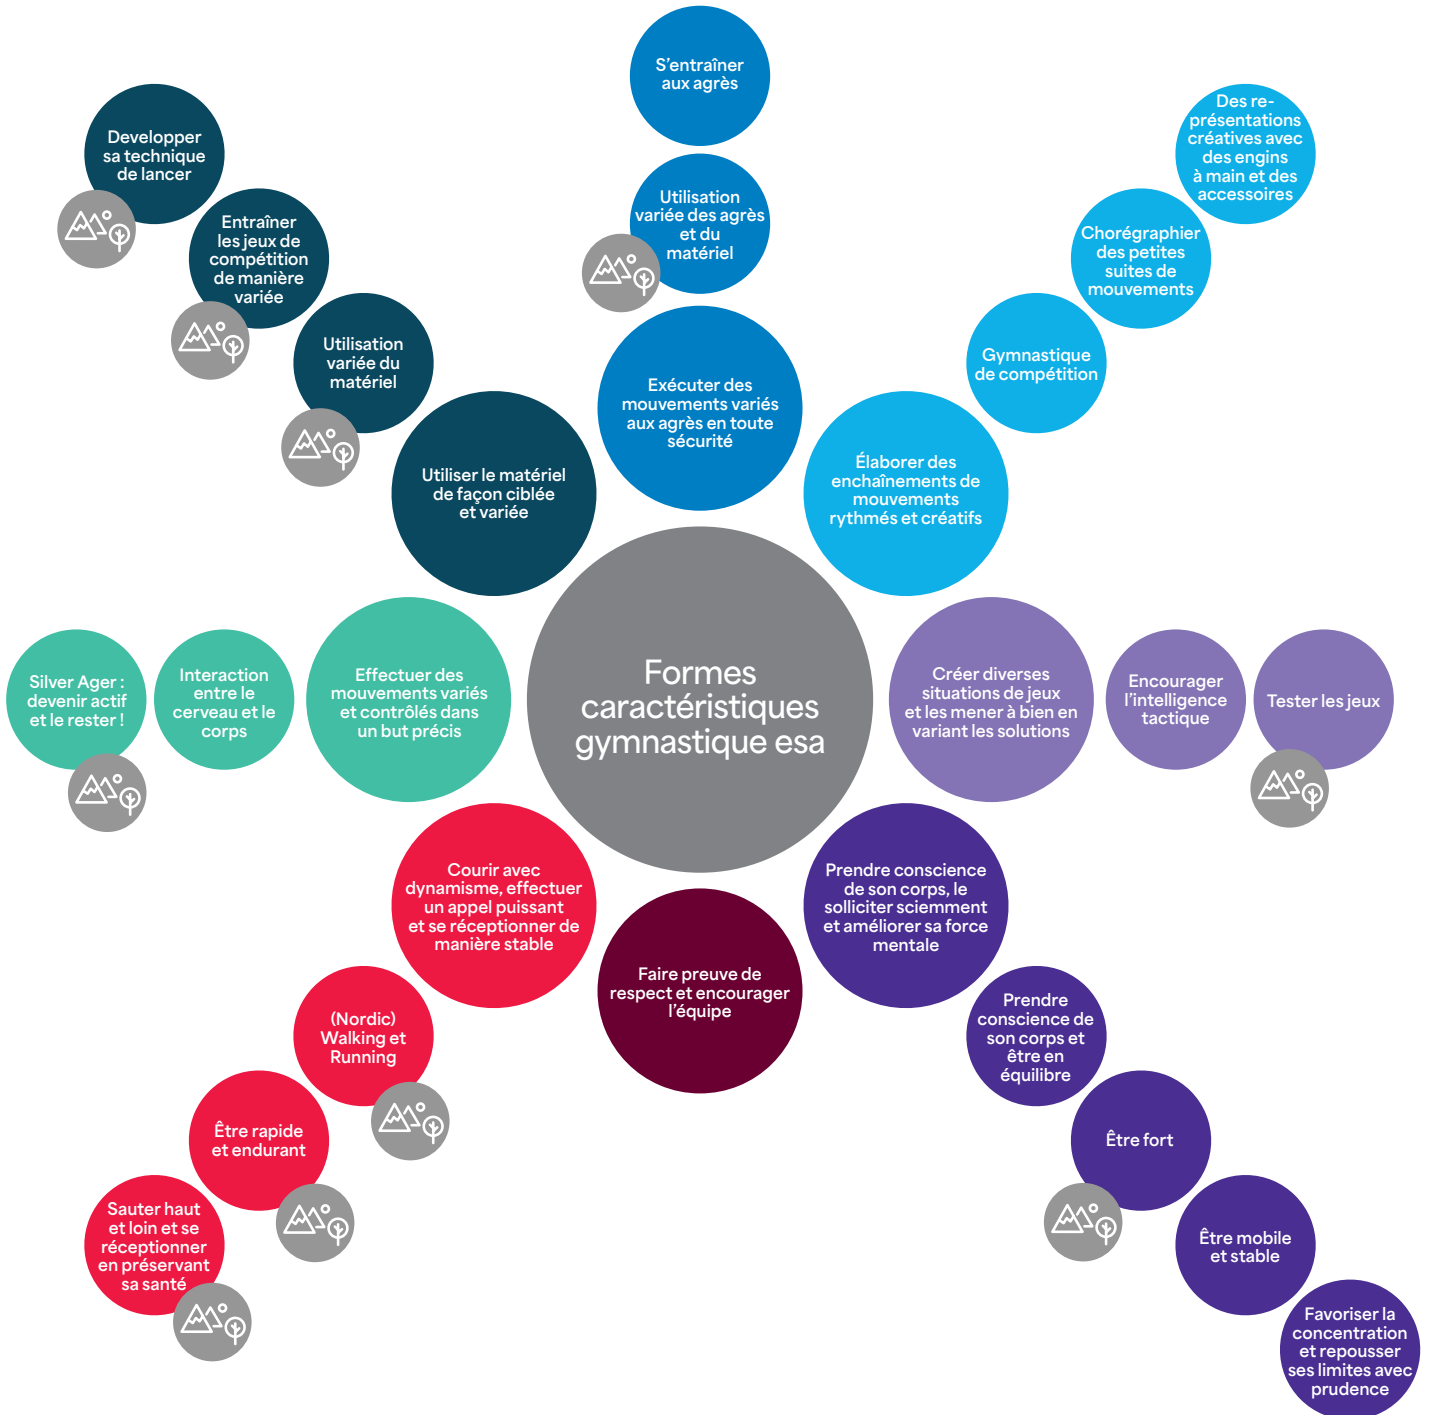 S'entraîner
aux agrès
Utilisation
variée des agrès
et du
matériel
Exécuter des
mouvements variés
aux agrès en toute
sécurité
Des re-
présentations
créatives avec
des engins
à main et des
accessoires
Chorégraphier
des petites
suites de
mouvements
Gymnastique
de compétition
Élaborer des
enchaînements de
mouvements
rythmés et créatifs
Developper
sa technique
de lancer
Entraîner
les jeux de
compétition
de manière
variée
Utilisation
variée du
matériel
Utiliser le matériel
de façon ciblée
et variée
Silver Ager :
devenir actif
et le rester !
Interaction
entre le
cerveau et le
corps
Effectuer des
mouvements variés
et contrôlés dans
un but précis
Formes
caractéristiques
gymnastique esa
Créer diverses
situations de jeux
et les mener à bien en
variant les solutions
Encourager
l'intelligence
tactique
Tester les jeux
Courir avec
dynamisme, effectuer
un appel puissant
et se réceptionner de
manière stable
(Nordic)
Walking et
Running
Être rapide
et endurant
Sauter haut
et loin et se
réceptionner
en préservant
sa santé
Faire preuve de
respect et encourager
l'équipe
Prendre conscience
de son corps, le
solliciter sciemment
et améliorer sa force
mentale
Prendre
conscience de
son corps et
être en
équilibre
Être fort
Être mobile
et stable
Favoriser la
concentration
et repousser
ses limites avec
prudence